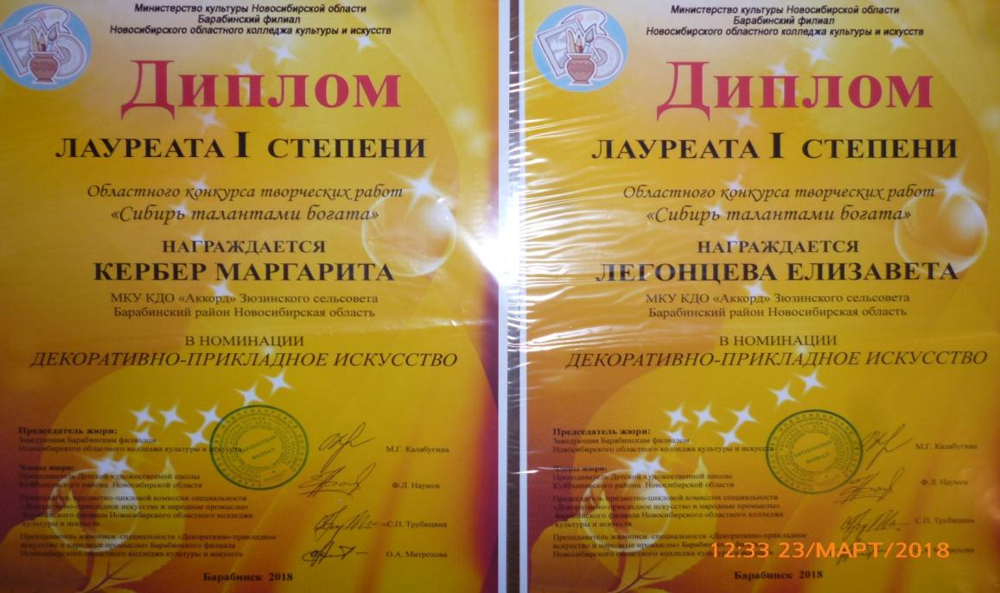 Министерство культуры Новосибирской области
Барабинский филиал
Новосибирского областного колледжа культуры и искусств
Диплом
ЛАУРЕАТА I СТЕПЕНИ
Областного конкурса творческих работ
«Сибирь талантами богата»
НАГРАЖДАЕТСЯ
КЕРБЕР МАРГАРИТА
МКУ КДО «Аккорд» Зюзинского сельсовета
Барабинский район Новосибирская область
В НОМИНАЦИИ
ДЕКОРАТИВНО-ПРИКЛАДНОЕ ИСКУССТВО
Председатель жюри:
Заведующая Барабинским филиалом
Новосибирского областного колледжа культуры и искусств
М.Г. Калабугина
Члены жюри:
Преподаватель Детской художественной школы
Куйбышевского района Новосибирской области
Ф.Л. Наумов
Председатель предметно-цикловой комиссии специальности
«Декоративно-прикладное искусство и народные промыслы»
Барабинского филиала Новосибирского областного колледжа
культуры и искусств
С.П. Трубицина
Преподаватель живописи специальности «Декоративно-прикладное
искусство и народные промыслы» Барабинского филиала
Новосибирского областного колледжа культуры и искусств
О.А. Митрохова
БАРАБИНСКИЙ
ФИЛИАЛ
Барабинск 2018
Министерство культуры Новосибирской области
Барабинский филиал
Новосибирского областного колледжа культуры и искусств
Диплом
ЛАУРЕАТА I СТЕПЕНИ
Областного конкурса творческих работ
«Сибирь талантами богата»
НАГРАЖДАЕТСЯ
ЛЕГОНЦЕВА ЕЛИЗАВЕТА
МКУ КДО «Аккорд» Зюзинского сельсовета
Барабинский район Новосибирская область
В НОМИНАЦИИ
ДЕКОРАТИВНО-ПРИКЛАДНОЕ ИСКУССТВО
Председатель жюри:
Заведующая Барабинским филиалом
Новосибирского областного колледжа культуры и искусств
М.Г. Калабугина
Члены жюри:
Преподаватель Детской художественной школы
Куйбышевского района Новосибирской области
Ф.Л. Наумов
Председатель предметно-цикловой комиссии специальности
«Декоративно-прикладное искусство и народные промыслы»
Барабинского филиала Новосибирского областного колледжа
культуры и искусств
С.П. Трубицина
Преподаватель живописи специальности «Декоративно-прикладное
искусство и народные промыслы»
Новосибирского областного колледжа культуры и искусств
БАРАБИНСКИЙ
ФИЛИАЛ
12:33 23/МАРТ/2018
Барабинск 2018